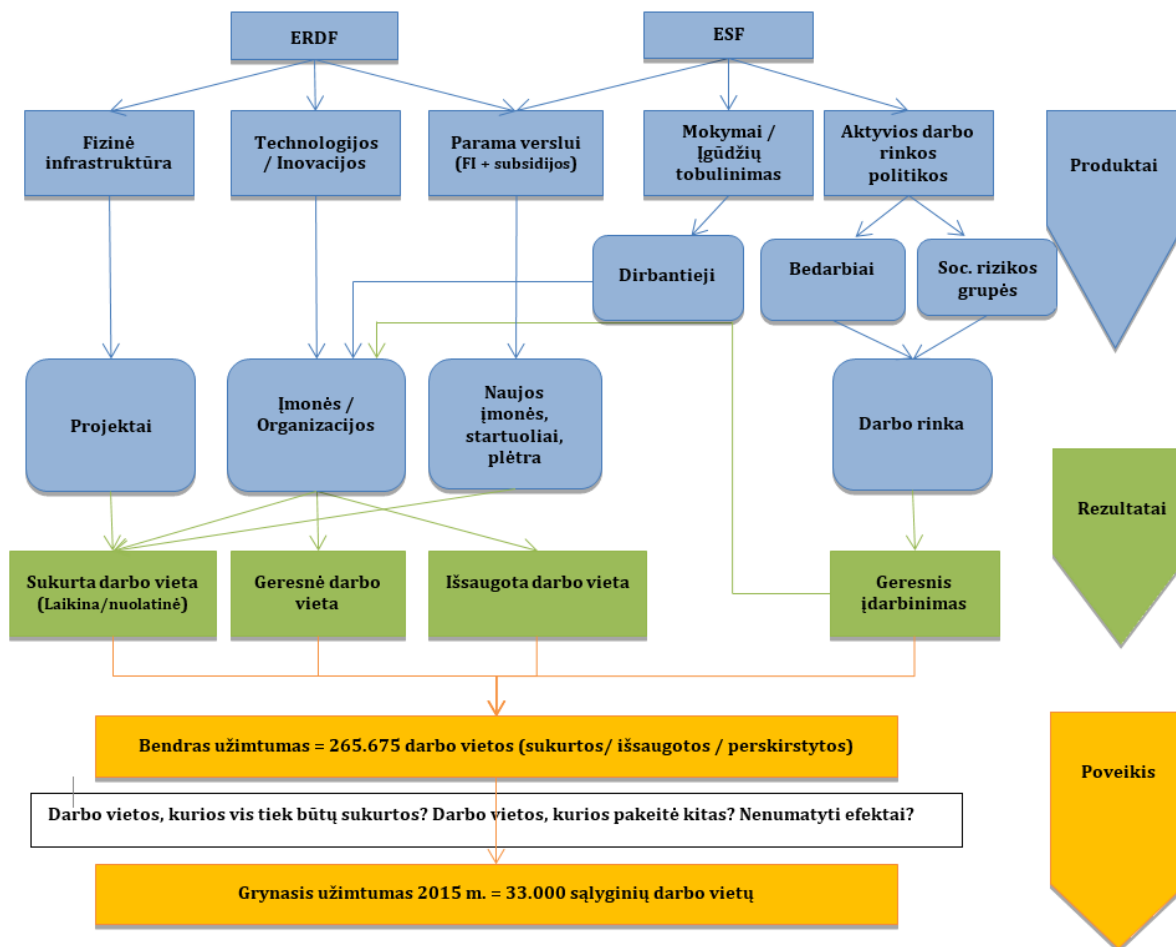 ERDF
ESF
Fizinė
infrastruktūra
Technologijos
/ Inovacijos
Parama verslui
(FI + subsidijos)
Mokymai /
Įgūdžių
tobulinimas
Aktyvios darbo
rinkos
politikos
Produktai
Dirbantieji
Bedarbiai
Soc. rizikos
grupės
Projektai
Įmonės /
Organizacijos
Naujos
įmonės,
startuoliai,
plėtra
Darbo rinka
Rezultatai
Sukurta darbo vieta
(Laikina/nuolatinė)
Geresnė darbo
vieta
Išsaugota darbo vieta
Geresnis
įdarbinimas
Bendras užimtumas = 265.675 darbo vietos (sukurtos/ išsaugotos / perskirstytos)
Poveikis
Darbo vietos, kurios vis tiek būtų sukurtos? Darbo vietos, kurios pakeitė kitas? Nenumatyti efektai?
Grynasis užimtumas 2015 m. = 33.000 sąlyginių darbo vietų